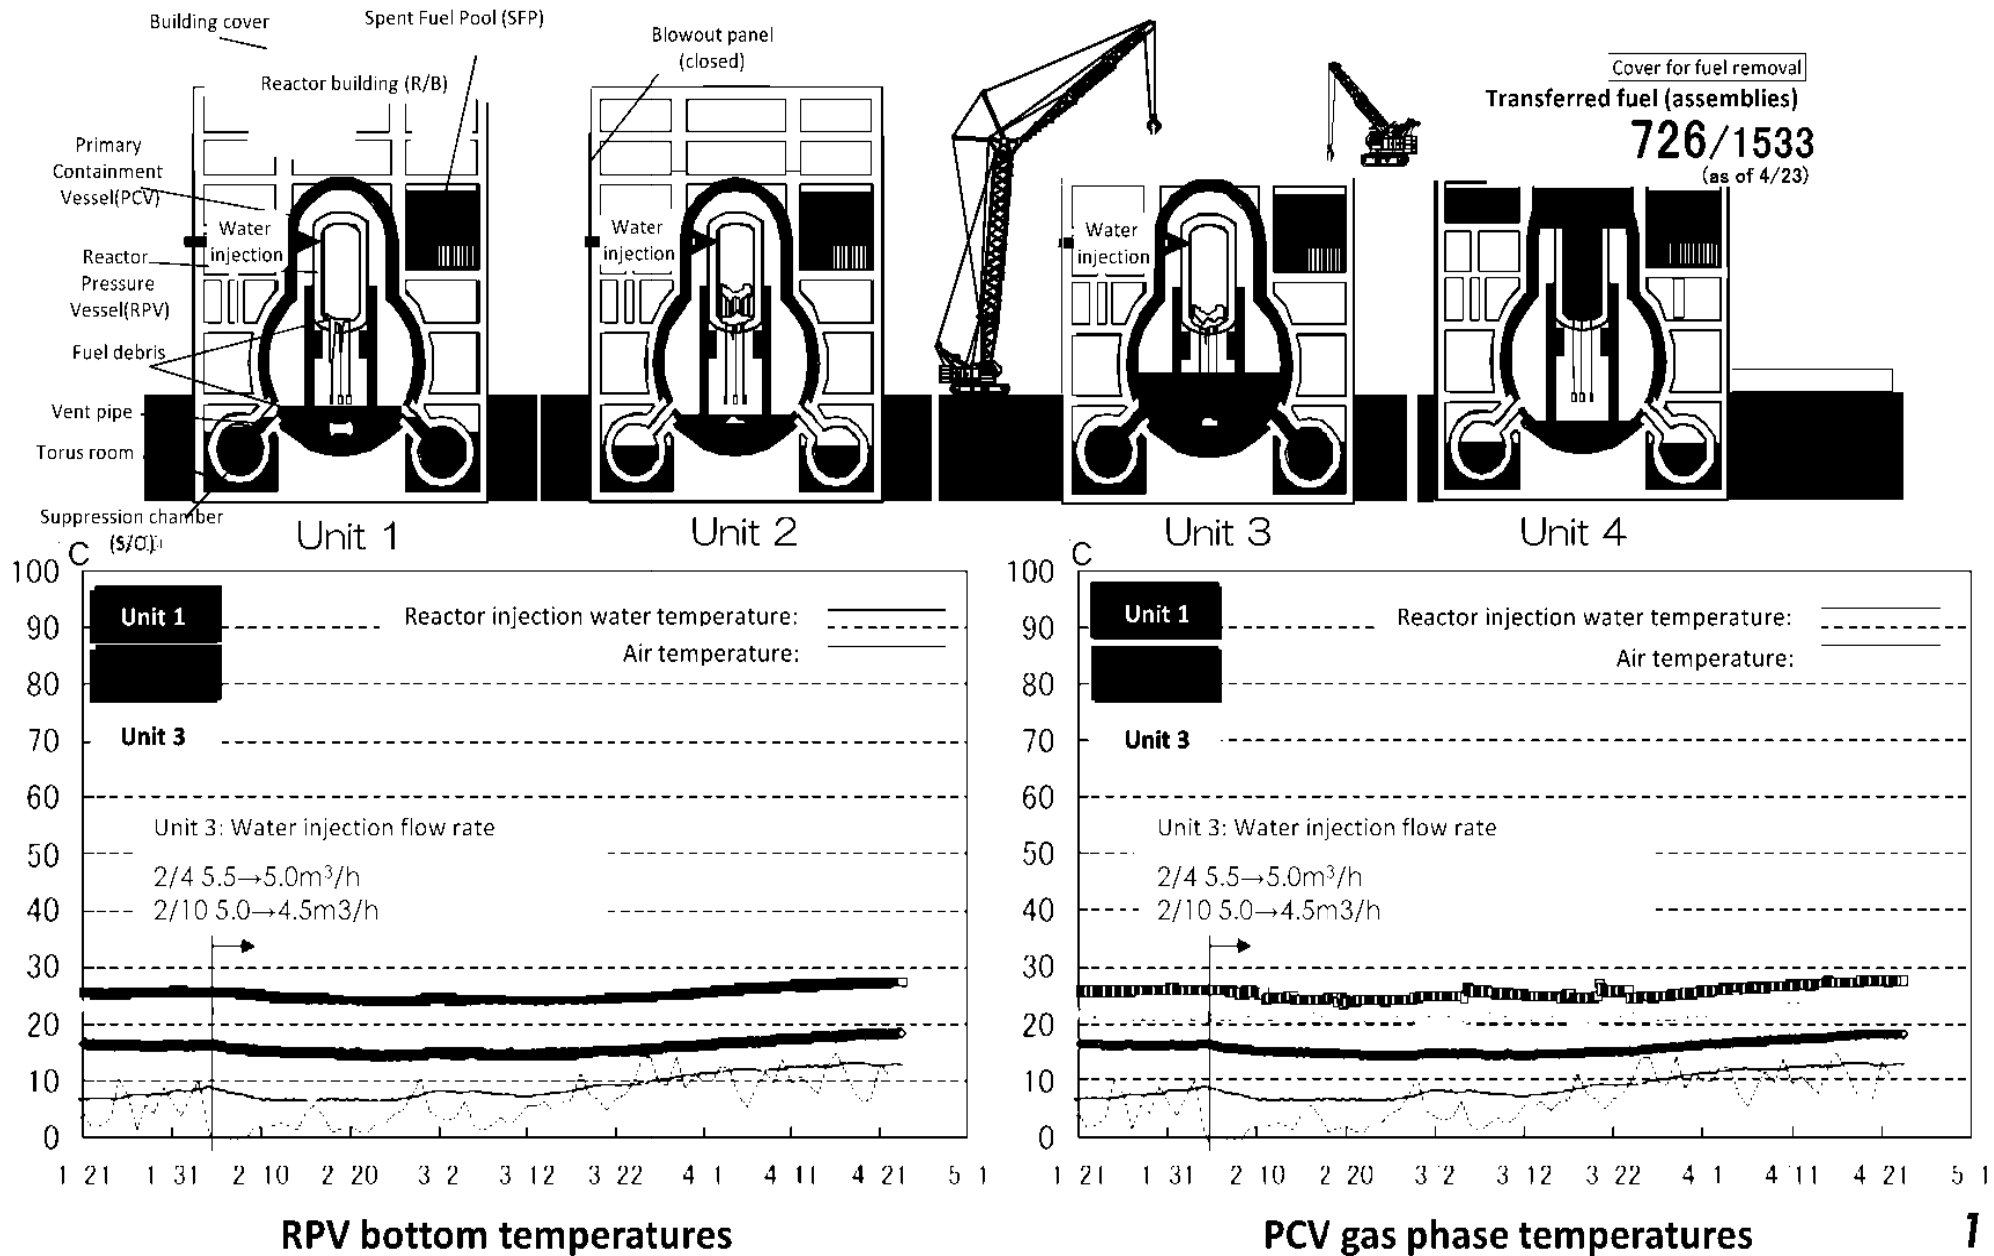 Building cover
Spent Fuel Pool (SFP)
Blowout panel
(closed)
Reactor building (R/B)
Cover for fuel removal
Transferred fuel (assemblies)
726/1533
(as of 4/23)
Primary
Containment
Vessel(PCV)
Water
injection
Water
injection
Water
injection
Reactor
Pressure
Vessel(RPV)
Fuel debris
Vent pipe
Torus room
Suppression chamber
Unit 1
Unit 2
Unit 3
Unit 4
C
100
90
80
70
60
50
40
30
20
10
0
Unit 1
Unit 3
Reactor injection water temperature:
Air temperature:
Unit 3: Water injection flow rate
2/4 5.5→5.0m³/h
2/10 5.0→4.5m3/h
1 21 1 31 2 10 2 20 3 2 3 12 3 22 4 1 4 11 4 21 5 1
RPV bottom temperatures
C
100
90
80
70
60
50
40
30
20
10
0
Unit 1
Unit 3
Reactor injection water temperature:
Air temperature:
Unit 3: Water injection flow rate
2/4 5.5→5.0m³/h
2/10 5.0→4.5m3/h
1 21 1 31 2 10 2 20 3 2 3 12 3 22 4 1 4 11 4 21 5 1
PCV gas phase temperatures
1